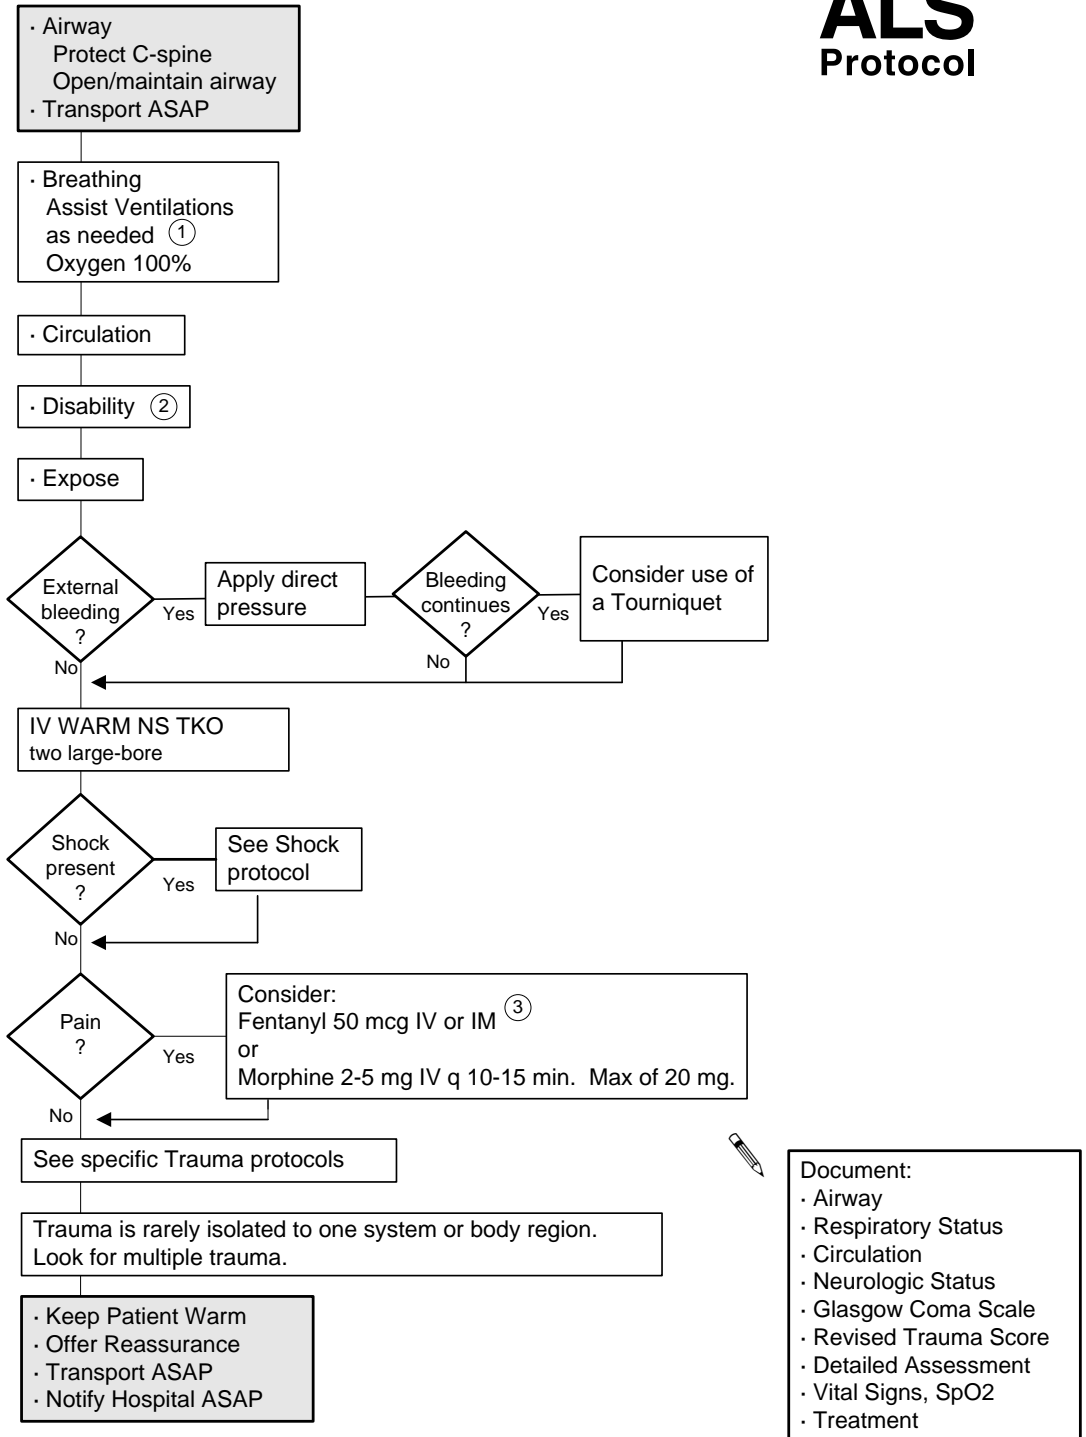 ALS
Protocol
· Airway
Protect C-spine
Open/maintain airway
· Transport ASAP
· Breathing
Assist Ventilations
as needed 1
Oxygen 100%
· Circulation
· Disability 2
· Expose
External
bleeding
?
Yes
No
Apply direct
pressure
Bleeding
continues
?
Yes
No
Consider use of
a Tourniquet
IV WARM NS TKO
two large-bore
Shock
present
?
Yes
No
See Shock
protocol
Pain
?
Yes
No
Consider:
Fentanyl 50 mcg IV or IM 3
or
Morphine 2-5 mg IV q 10-15 min. Max of 20 mg.
See specific Trauma protocols
Trauma is rarely isolated to one system or body region.
Look for multiple trauma.
· Keep Patient Warm
· Offer Reassurance
· Transport ASAP
· Notify Hospital ASAP
Document:
· Airway
· Respiratory Status
· Circulation
· Neurologic Status
· Glasgow Coma Scale
· Revised Trauma Score
· Detailed Assessment
· Vital Signs, SpO2
· Treatment